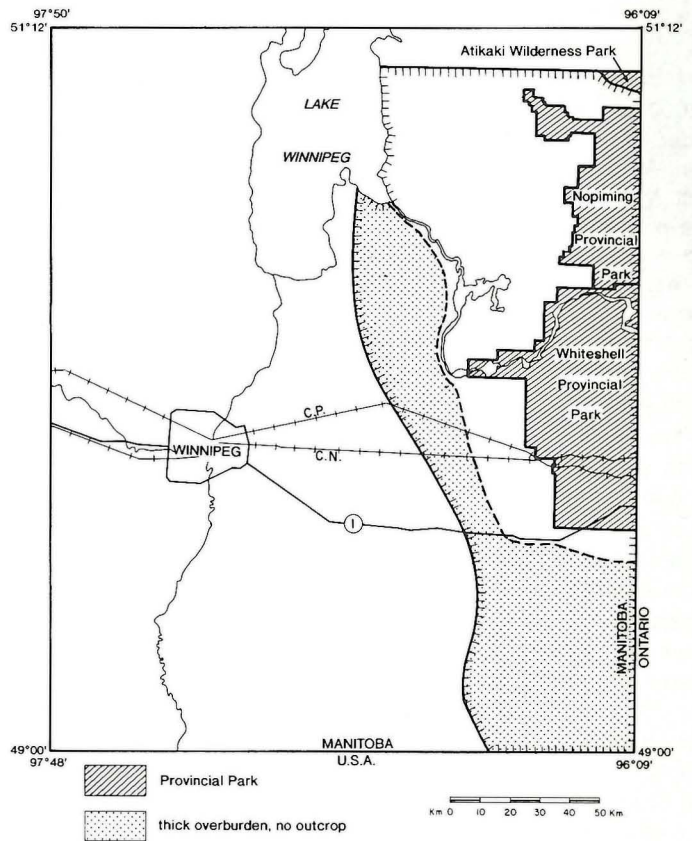 97°50'
96°09'
51°12'
51°12'
Atikaki Wilderness Park
LAKE
WINNIPEG
Nopiming
Provincial
Park
Whiteshell
Provincial
Park
C.P.
WINNIPEG
C.N.
1
MANITOBA
ONTARIO
49°00'
MANITOBA
49°00'
97°48'
U.S.A.
96°09'
Provincial Park
thick overburden, no outcrop
Km 0 10 20 30 40 50 Km